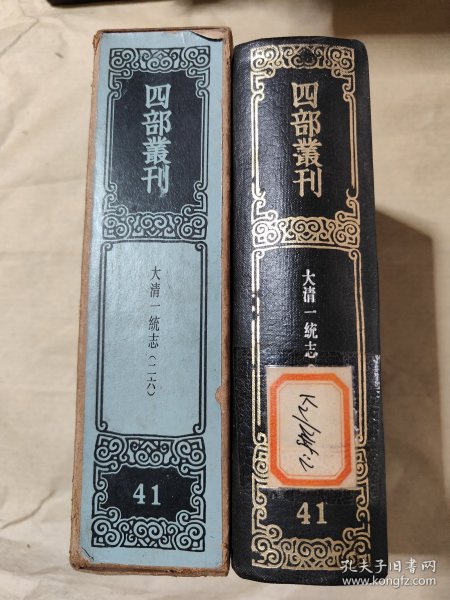 四部叢刊
大清一統志（二六）
41
四部叢刊
大清一統志
41
孔夫子旧书网
www.kongfz.com